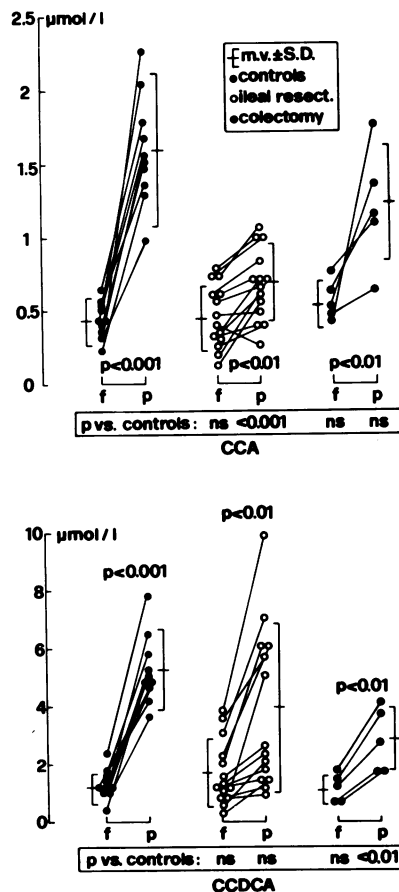 µmol / l
2.5
2
1.5
1
0.5
0
m.v.±S.D.
controls
ileal resect.
colectomy
p<0.001 p<0.01 p<0.01
f p f p f p
p vs. controls: ns <0.001 ns ns
CCA
µmol / l
10
8
6
4
2
0
p<0.001
p<0.01
p<0.01
f p f p f p
p vs. controls: ns ns ns <0.01
CCDCA